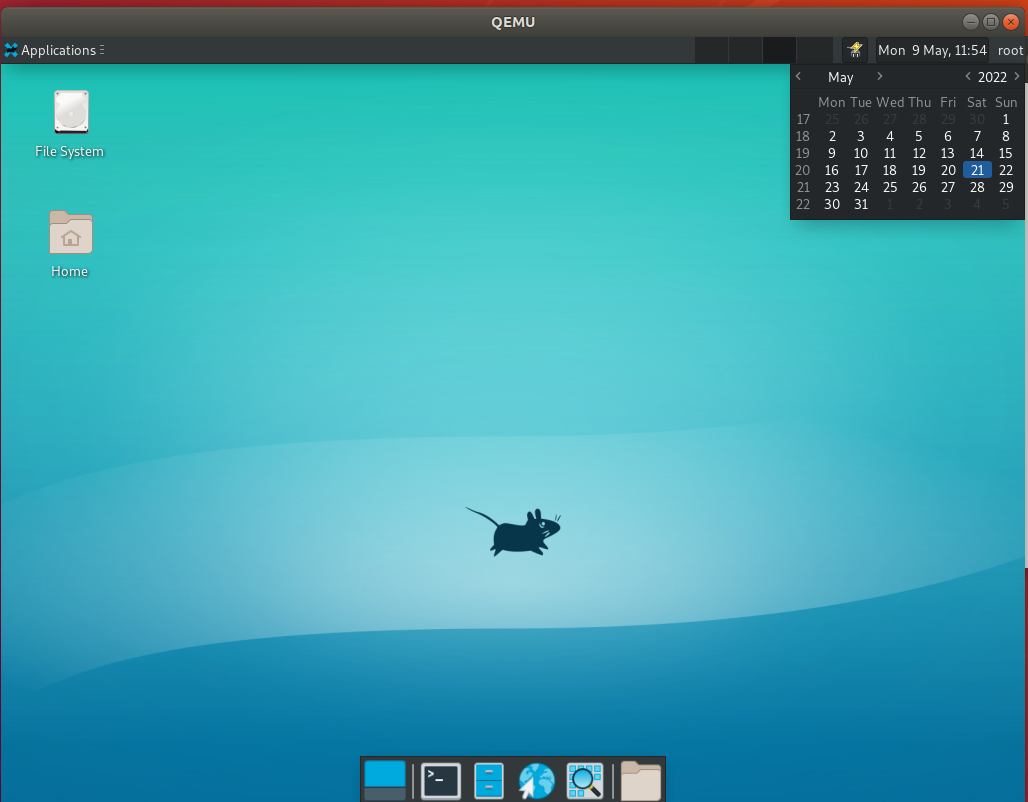 QEMU
Applications
Mon 9 May, 11:54 root
May 2022
Mon Tue Wed Thu Fri Sat Sun
17 25 26 27 28 29 30 1
18 2 3 4 5 6 7 8
19 9 10 11 12 13 14 15
20 16 17 18 19 20 21 22
21 23 24 25 26 27 28 29
22 30 31 1 2 3 4 5
File System
Home